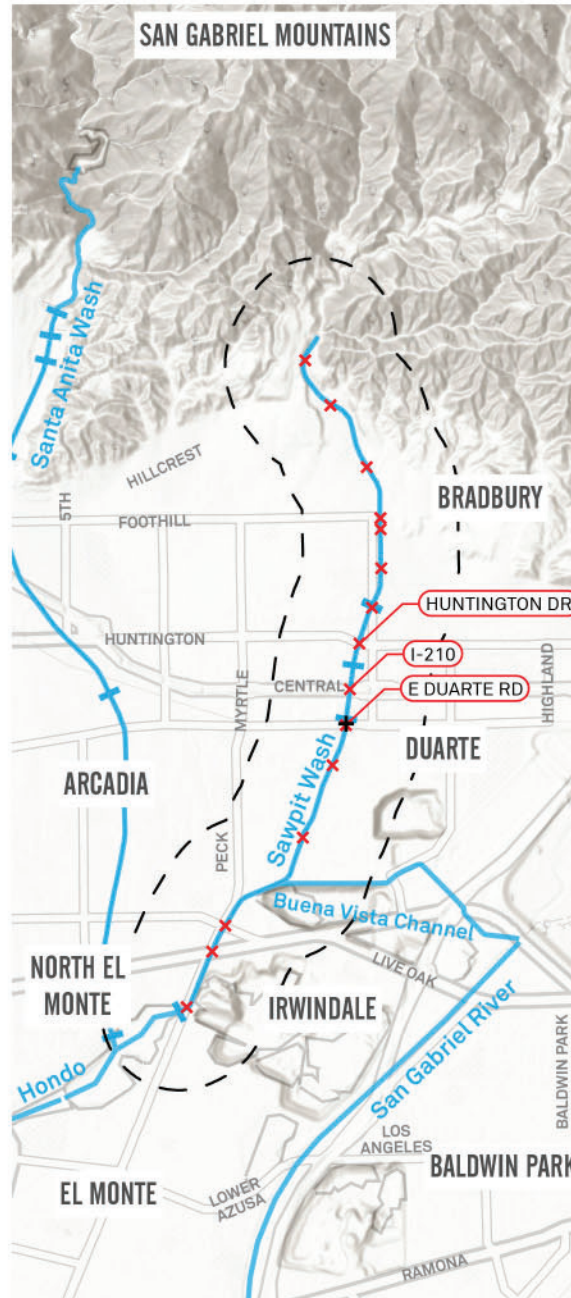 SAN GABRIEL MOUNTAINS
Santa Anita Wash
HILLCREST
5TH
FOOTHILL
BRADBURY
HUNTINGTON DR
HUNTINGTON
I-210
CENTRAL
E DUARTE RD
MYRTLE
HIGHLAND
DUARTE
ARCADIA
Sawpit Wash
PECK
Buena Vista Channel
NORTH EL
MONTE
LIVE OAK
IRWINDALE
San Gabriel River
Hondo
BALDWIN PARK
LOS
ANGELES
BALDWIN PARK
EL MONTE
LOWER
AZUSA
RAMONA